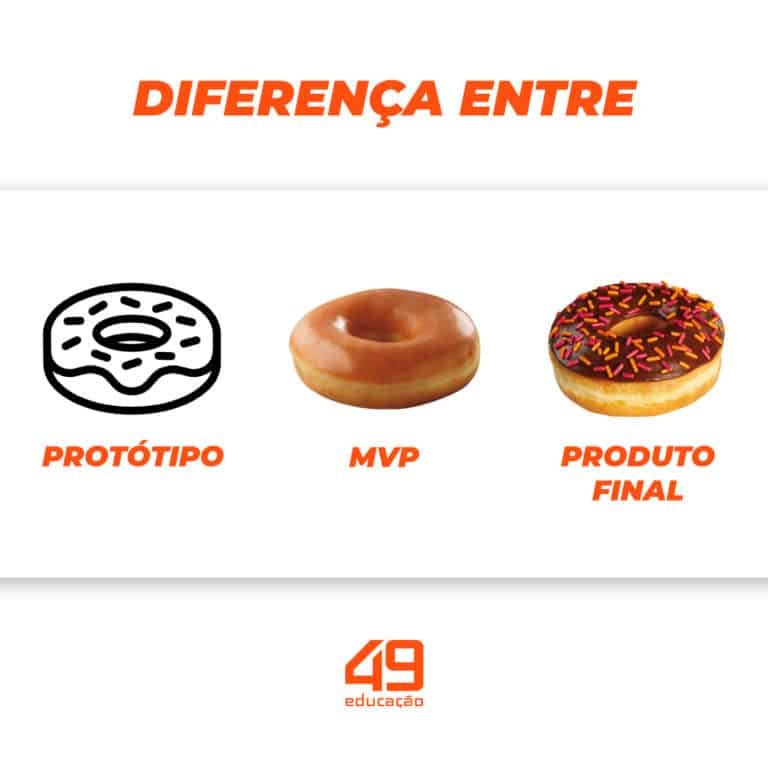 DIFERENÇA ENTRE
PROTÓTIPO
MVP
PRODUTO
FINAL
49
educação